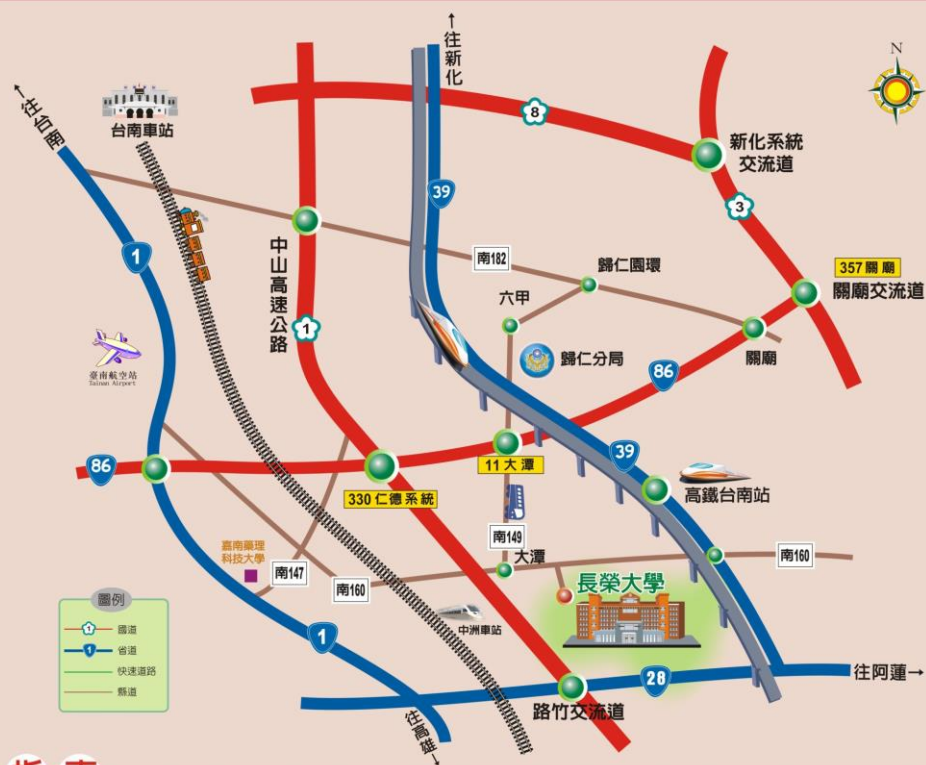 ↑往新化
N
↑往台南
台南車站
8
新化系統
交流道
39
3
1
中山高速公路
南182
歸仁圓環
357關廟
關廟交流道
六甲
1
臺南航空站
Tainan Airport
歸仁分局
86
關廟
39
86
11大潭
330仁德系統
高鐵台南站
嘉南藥理
科技大學
南149
南147
大潭
南160
南160
長榮大學
圖例
1
國道
1
省道
快速道路
縣道
1
中洲車站
28
往阿蓮→
路竹交流道
往高雄→